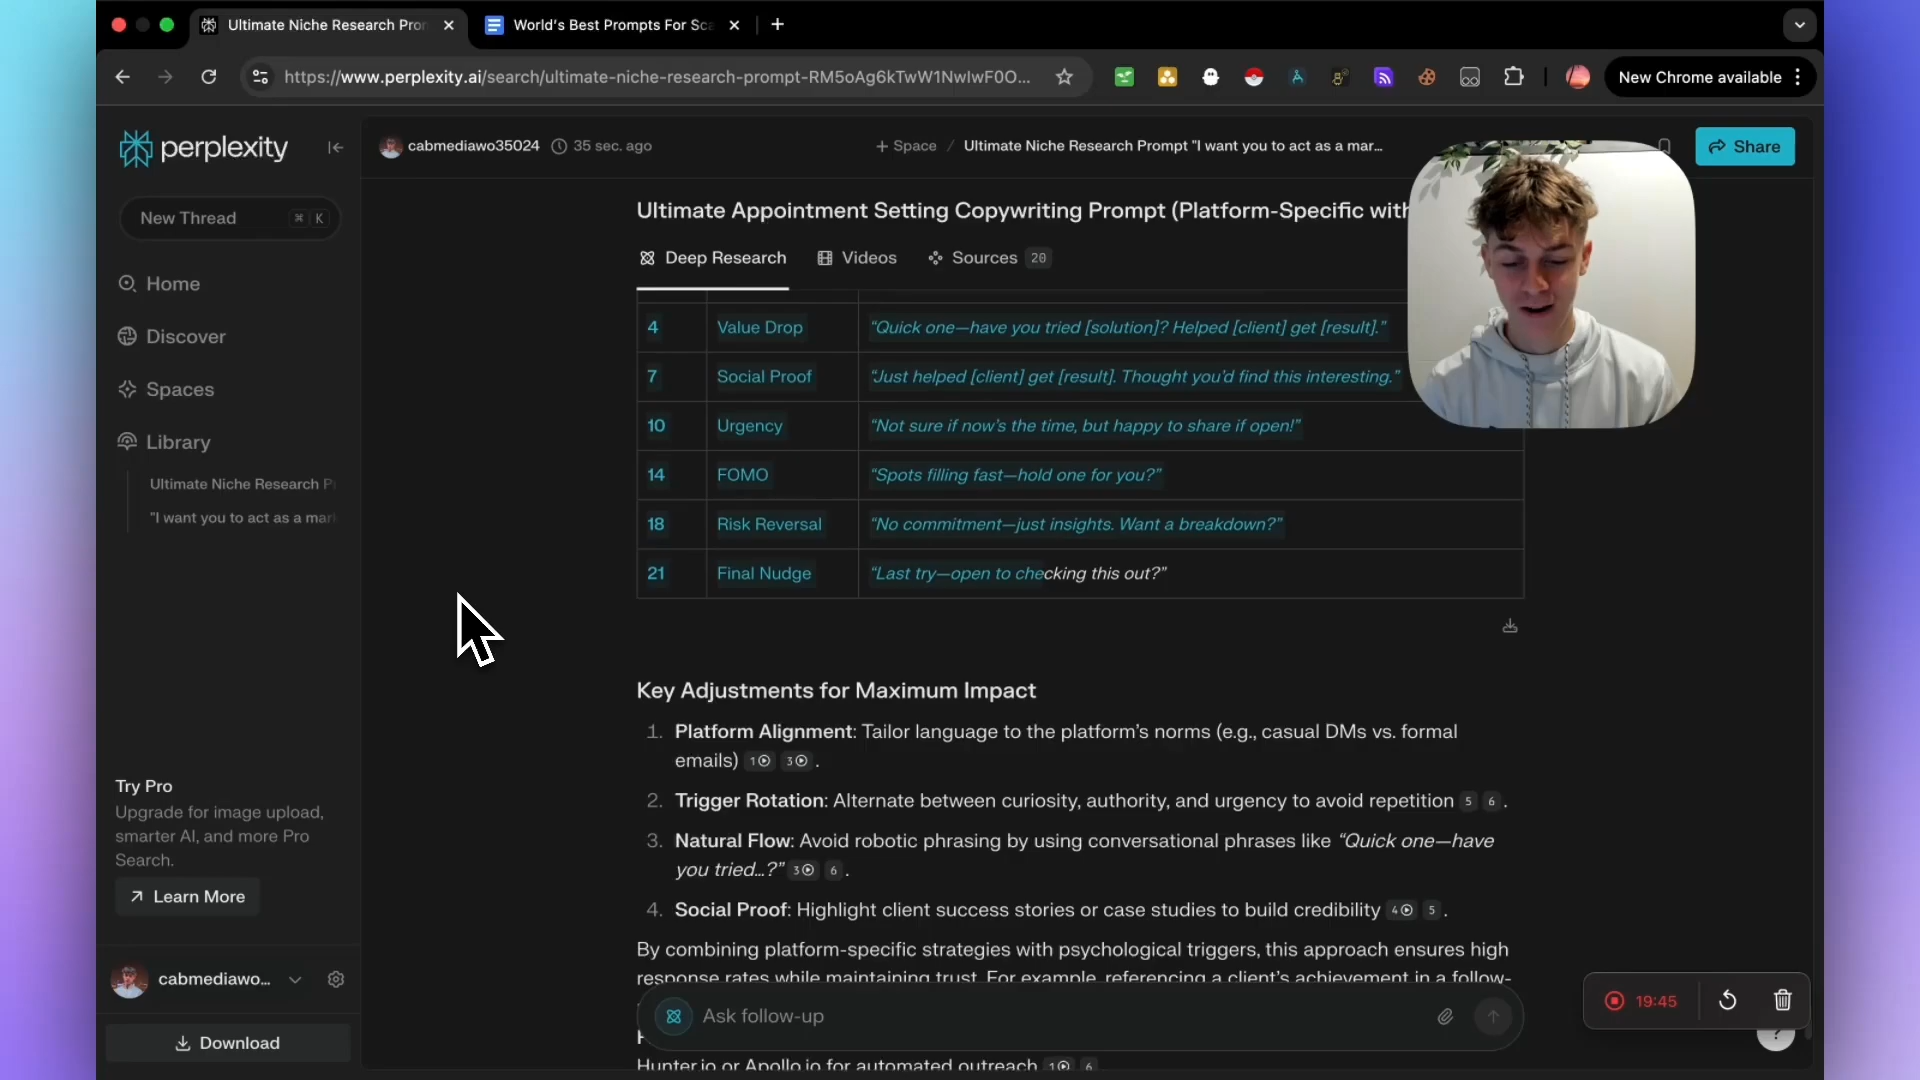 Ultimate Niche Research Pron
World's Best Prompts For Sca
https://www.perplexity.ai/search/ultimate-niche-research-prompt-RM5oAg6kTwW1NwIwF0O...
New Chrome available
perplexity
cabmediawo35024
35 sec. ago
+ Space / Ultimate Niche Research Prompt "I want you to act as a mar...
Share
New Thread
⌘ K
Home
Discover
Spaces
Library
Ultimate Niche Research P
"I want you to act as a mark
Try Pro
Upgrade for image upload,
smarter AI, and more Pro
Search.
Learn More
cabmediawo...
Download
Ultimate Appointment Setting Copywriting Prompt (Platform-Specific with
Deep Research
Videos
Sources 20
4 Value Drop "Quick one—have you tried [solution]? Helped [client] get [result]."
7 Social Proof "Just helped [client] get [result]. Thought you'd find this interesting."
10 Urgency "Not sure if now's the time, but happy to share if open!"
14 FOMO "Spots filling fast—hold one for you?"
18 Risk Reversal "No commitment—just insights. Want a breakdown?"
21 Final Nudge "Last try—open to checking this out?"
Key Adjustments for Maximum Impact
1. Platform Alignment: Tailor language to the platform's norms (e.g., casual DMs vs. formal
emails) 1 3 .
2. Trigger Rotation: Alternate between curiosity, authority, and urgency to avoid repetition 5 6 .
3. Natural Flow: Avoid robotic phrasing by using conversational phrases like "Quick one—have
you tried...?" 3 6 .
4. Social Proof: Highlight client success stories or case studies to build credibility 4 5 .
By combining platform-specific strategies with psychological triggers, this approach ensures high
response rates while maintaining trust. For example, referencing a client's achievement in a follow-
Ask follow-up
Hunter.io or Apollo.io for automated outreach 1 6
19:45
?